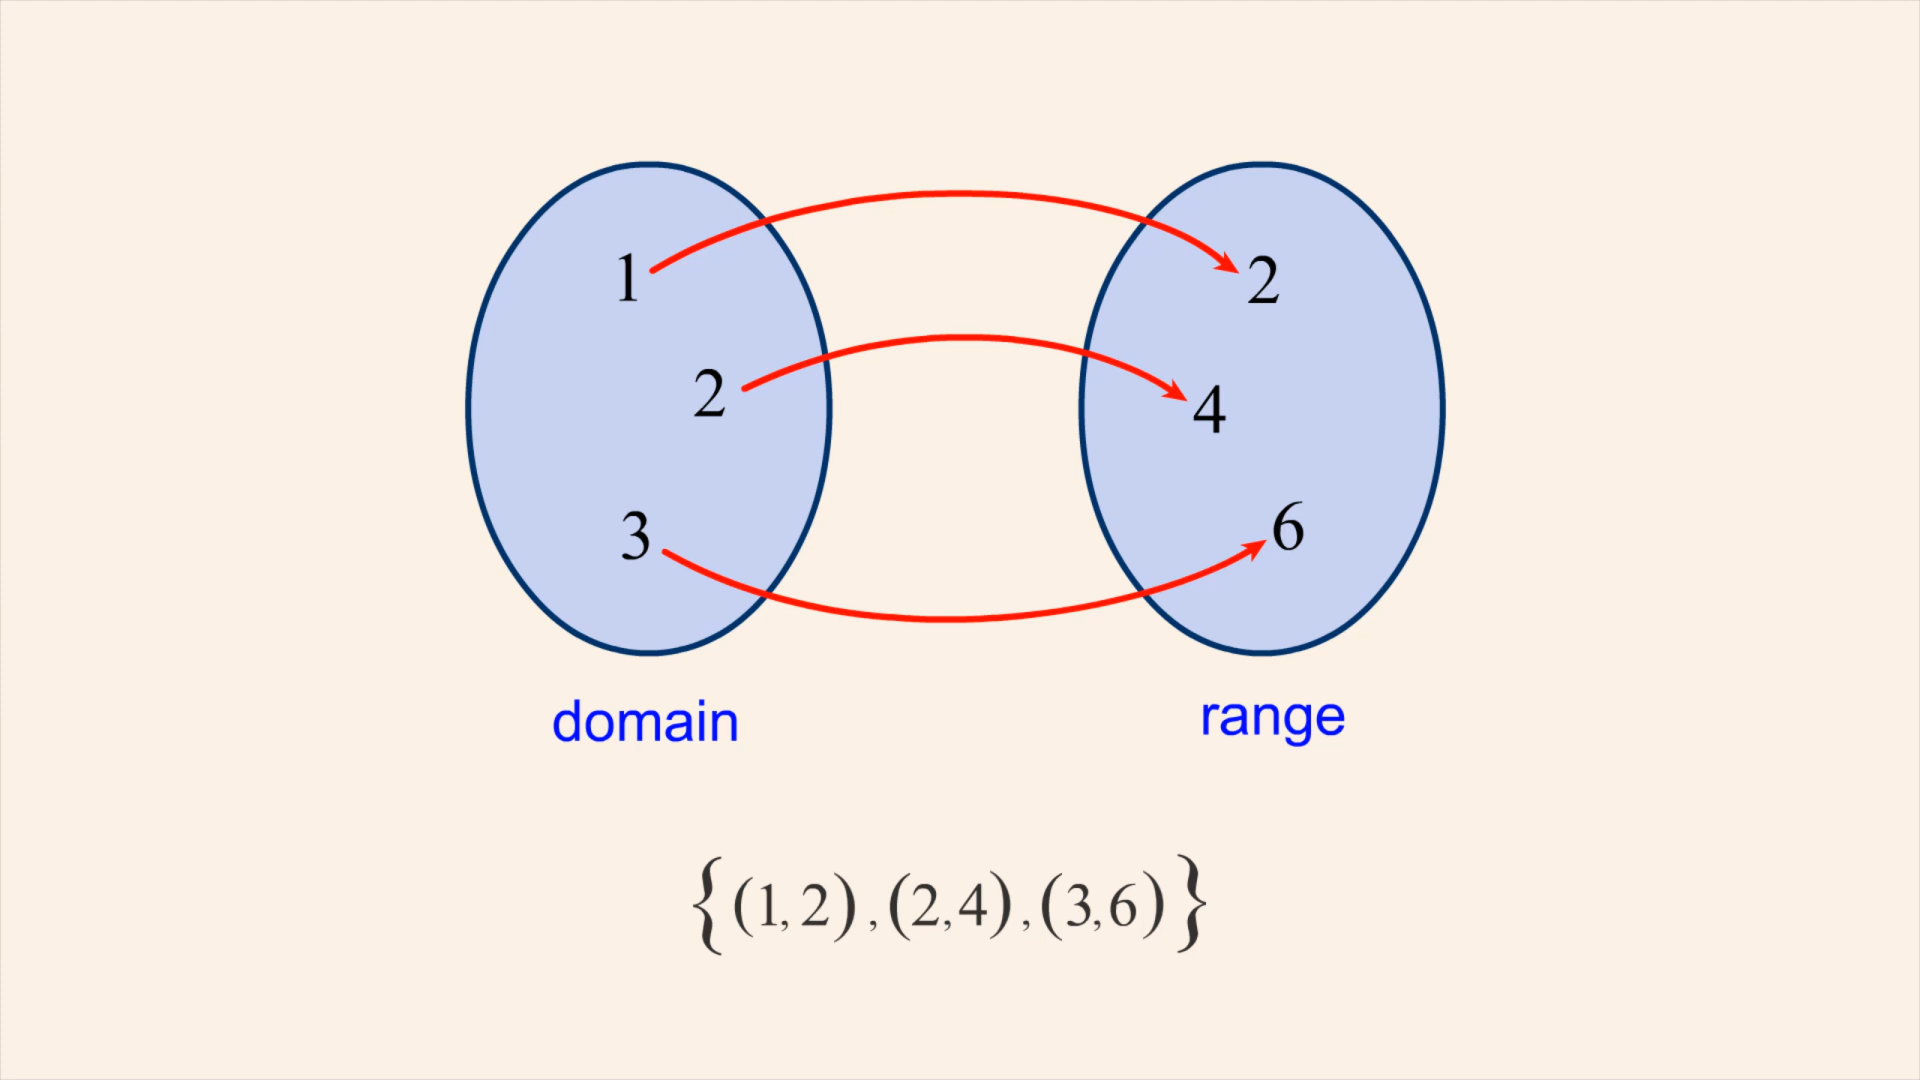 1 2
2 4
3 6
domain range
{(1,2),(2,4),(3,6)}